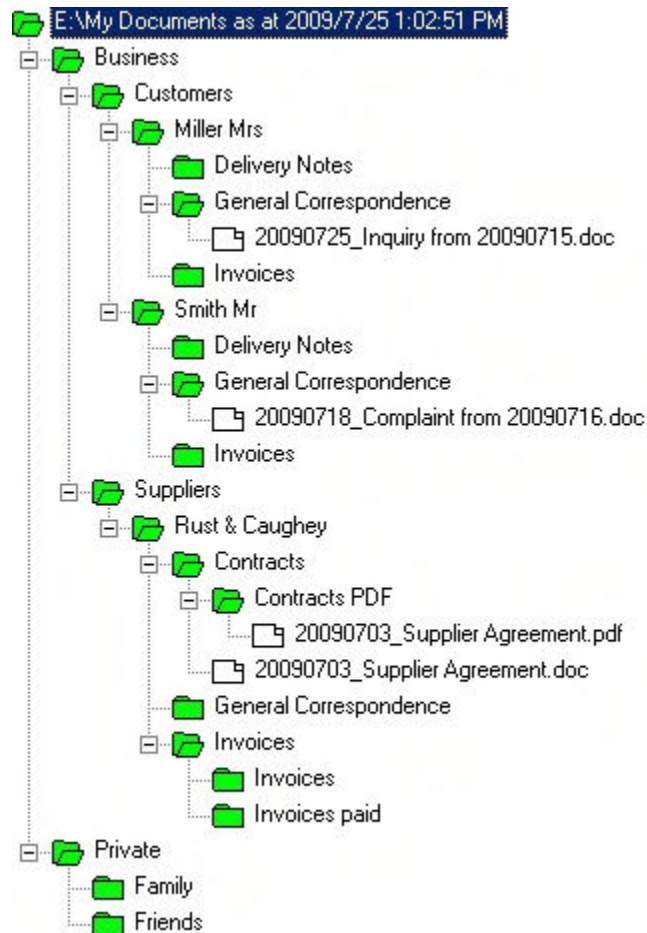 E:\My Documents as at 2009/7/25 1:02:51 PM
Business
Customers
Miller Mrs
Delivery Notes
General Correspondence
20090725_Inquiry from 20090715.doc
Invoices
Smith Mr
Delivery Notes
General Correspondence
20090718_Complaint from 20090716.doc
Invoices
Suppliers
Rust & Caughey
Contracts
Contracts PDF
20090703_Supplier Agreement.pdf
20090703_Supplier Agreement.doc
General Correspondence
Invoices
Invoices
Invoices paid
Private
Family
Friends